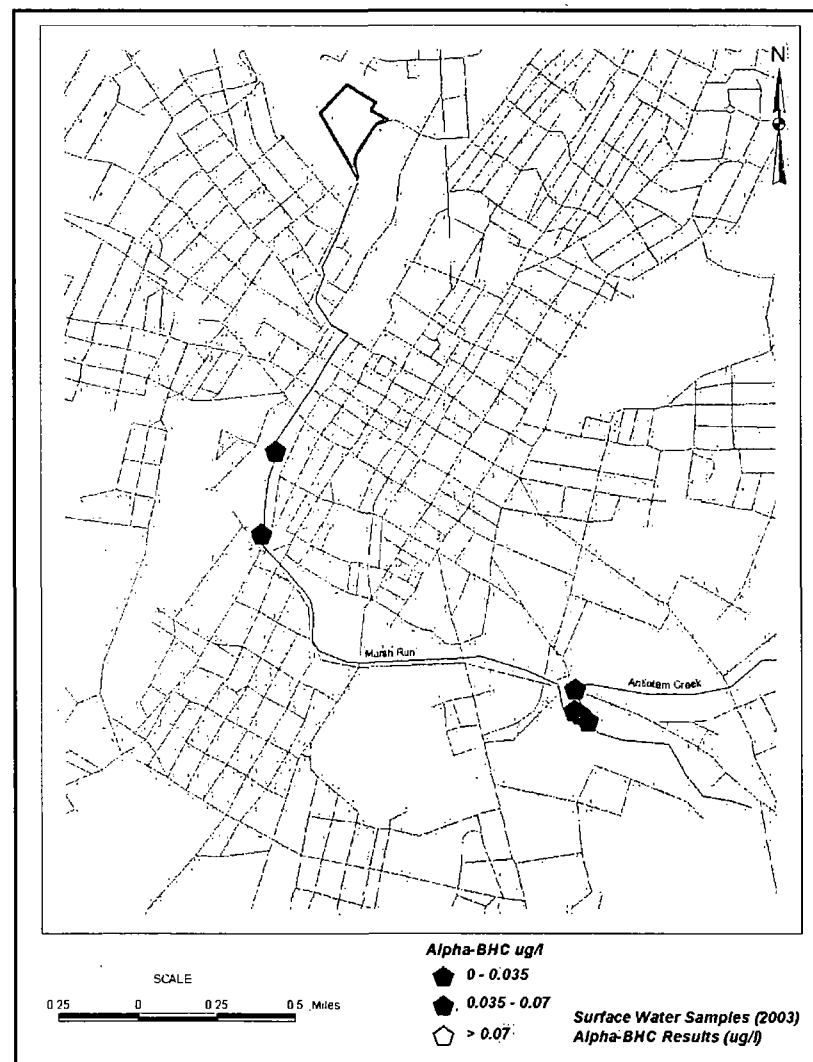 N
Marsh Run
Antietam Creek
Alpha-BHC ug/l
SCALE
0 - 0.035
0.25 0 0.25 0.5 Miles
0.035 - 0.07
> 0.07
Surface Water Samples (2003)
Alpha-BHC Results (ug/l)